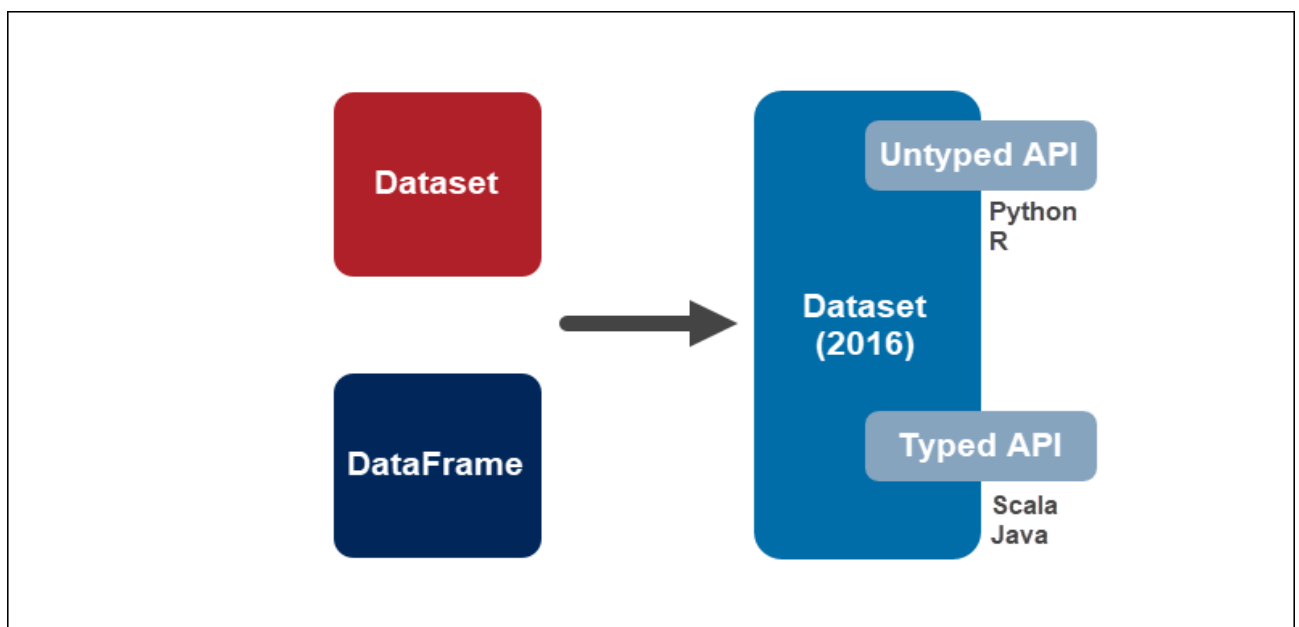 Dataset
DataFrame
Dataset
(2016)
Untyped API
Python
R
Typed API
Scala
Java